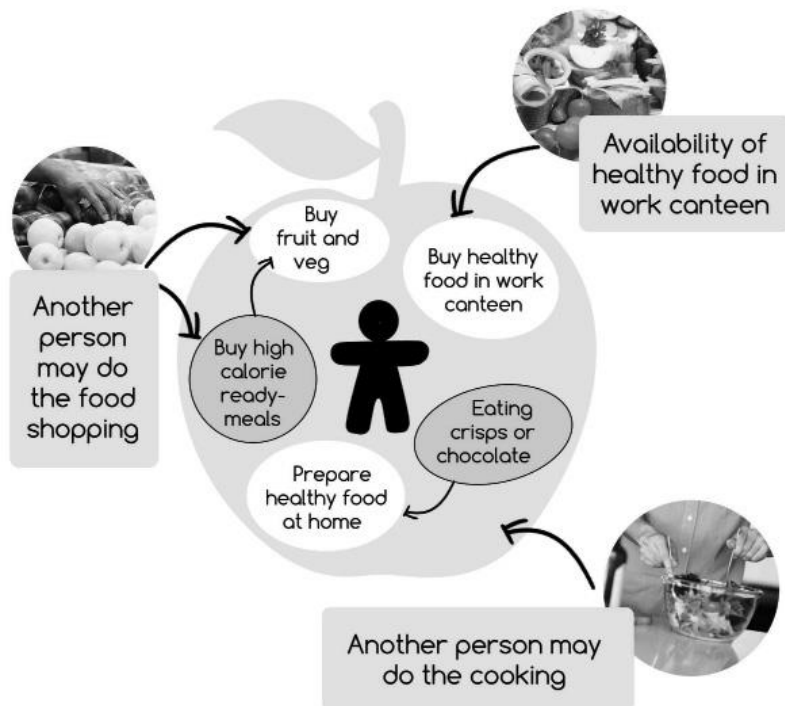 Availability of
healthy food in
work canteen
Buy
fruit and
veg
Buy healthy
food in work
canteen
Another
person
may do
the food
shopping
Buy high
calorie
ready-
meals
Eating
crisps or
chocolate
Prepare
healthy food
at home
Another person may
do the cooking